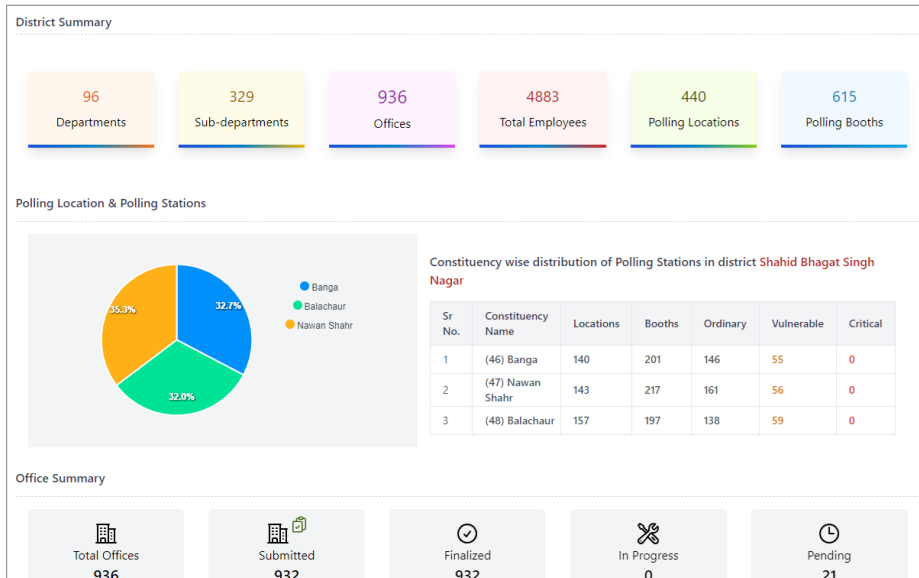 District Summary
96
Departments
329
Sub-departments
936
Offices
4883
Total Employees
440
Polling Locations
615
Polling Booths
Polling Location & Polling Stations
35.3%
32.7%
32.0%
Banga
Balachaur
Nawan Shahr
Constituency wise distribution of Polling Stations in district Shahid Bhagat Singh
Nagar
Sr No. Constituency Name Locations Booths Ordinary Vulnerable Critical
1 (46) Banga 140 201 146 55 0
2 (47) Nawan Shahr 143 217 161 56 0
3 (48) Balachaur 157 197 138 59 0
Office Summary
Total Offices
936
Submitted
932
Finalized
932
In Progress
0
Pending
21